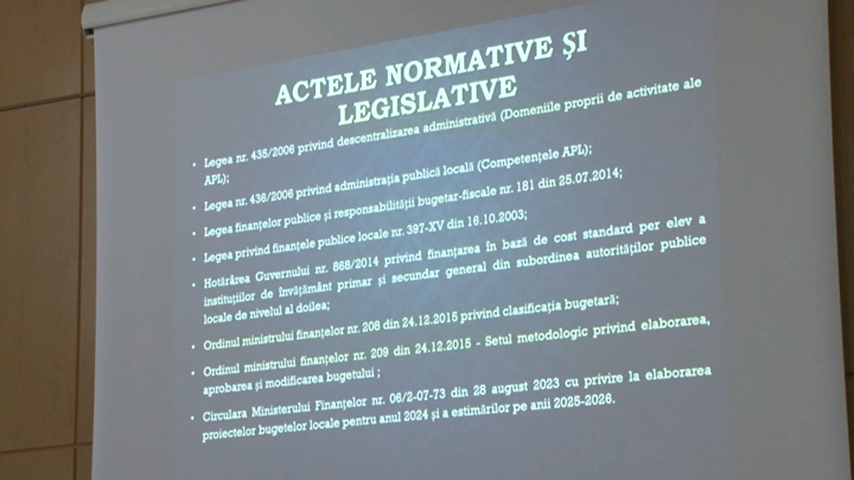 ACTELE NORMATIVE ȘI
LEGISLATIVE
• Legea nr. 435/2006 privind descentralizarea administrativă (Domeniile proprii de activitate ale
APL);
• Legea nr. 436/2006 privind administrația publică locală (Competențele APL);
• Legea finanțelor publice și responsabilității bugetar-fiscale nr. 181 din 25.07.2014;
• Legea privind finanțele publice locale nr. 397-XV din 16.10.2003;
• Hotărârea Guvernului nr. 868/2014 privind finanțarea în bază de cost standard per elev a
instituțiilor de învățământ primar și secundar general din subordinea autorităților publice
locale de nivelul al doilea;
• Ordinul ministrului finanțelor nr. 208 din 24.12.2015 privind clasificația bugetară;
• Ordinul ministrului finanțelor nr. 209 din 24.12.2015 - Setul metodologic privind elaborarea,
aprobarea și modificarea bugetului ;
• Circulara Ministerului Finanțelor nr. 06/2-07-73 din 28 august 2023 cu privire la elaborarea
proiectelor bugetelor locale pentru anul 2024 și a estimărilor pe anii 2025-2026.